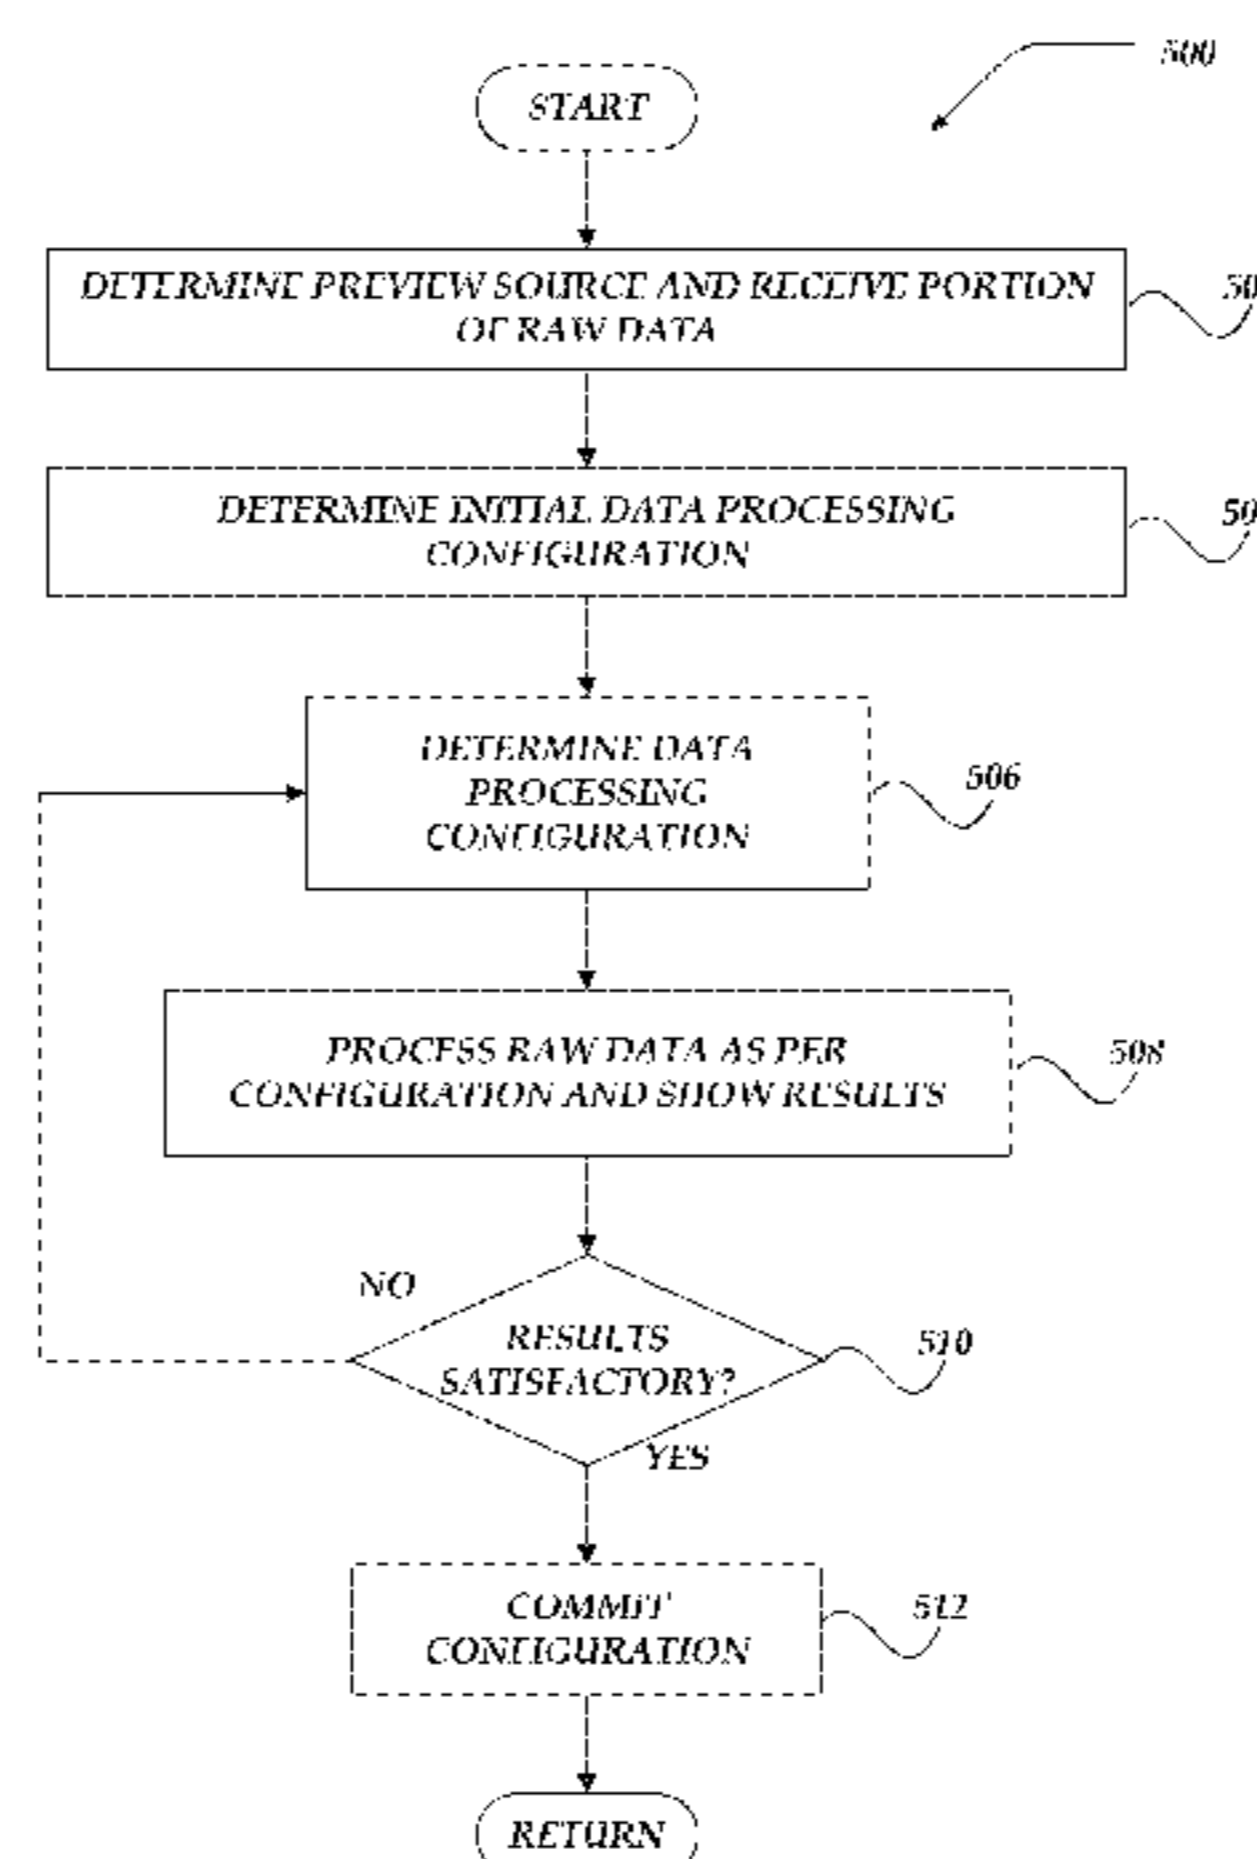 500
START
DETERMINE PREVIEW SOURCE AND RECEIVE PORTION
OF RAW DATA
50
DETERMINE INITIAL DATA PROCESSING
CONFIGURATION
50
DETERMINE DATA
PROCESSING
CONFIGURATION
506
PROCESS RAW DATA AS PER
CONFIGURATION AND SHOW RESULTS
508
NO
RESULTS
SATISFACTORY?
510
YES
COMMIT
CONFIGURATION
512
RETURN